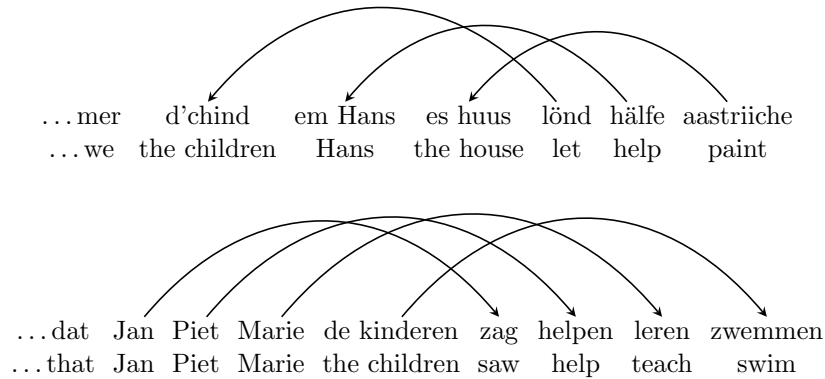 ...mer d'chind em Hans es huus lönd hälfe aastriiche
...we the children Hans the house let help paint
...dat Jan Piet Marie de kinderen zag helpen leren zwemmen
...that Jan Piet Marie the children saw help teach swim